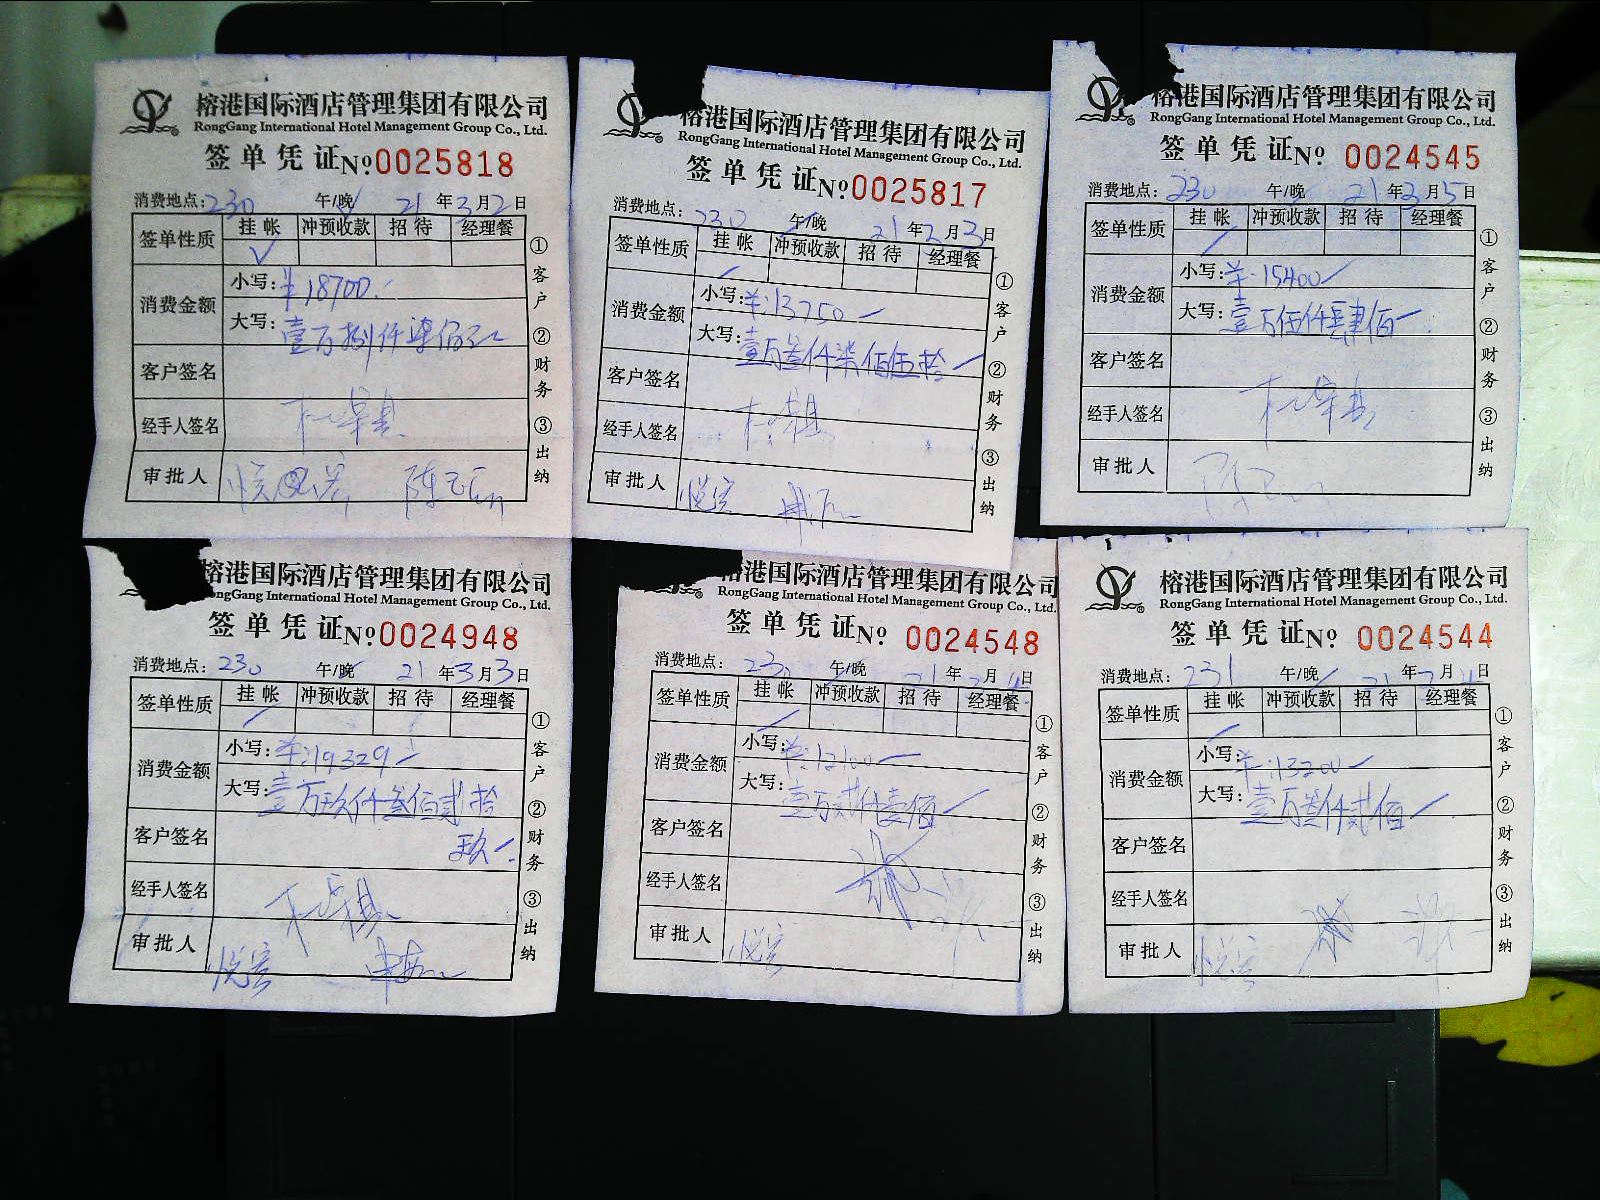 榕港国际酒店管理集团有限公司
RongGang International Hotel Management Group Co., Ltd.
签单凭证 № 0025818
消费地点: 230 午/晚 21 年 3 月 2 日
签单性质 挂帐 冲预收款 招待 经理餐
消费金额 小写: ¥18700.
大写: 壹万捌仟柒佰元
客户签名
经手人签名
审批人 悦宾
① 客户 ② 财务 ③ 出纳
榕港国际酒店管理集团有限公司
RongGang International Hotel Management Group Co., Ltd.
签单凭证 № 0025817
消费地点: 230 午/晚 21 年 2 月 3 日
签单性质 挂帐 冲预收款 招待 经理餐
消费金额 小写: ¥:13750
大写: 壹万叁仟柒佰伍拾
客户签名
经手人签名
审批人 悦宾
① 客户 ② 财务 ③ 出纳
榕港国际酒店管理集团有限公司
RongGang International Hotel Management Group Co., Ltd.
签单凭证 № 0024545
消费地点: 230 午/晚 21 年 2 月 5 日
签单性质 挂帐 冲预收款 招待 经理餐
消费金额 小写: ¥:15400
大写: 壹万伍仟肆佰
客户签名
经手人签名
审批人
① 客户 ② 财务 ③ 出纳
榕港国际酒店管理集团有限公司
RongGang International Hotel Management Group Co., Ltd.
签单凭证 № 0024948
消费地点: 230 午/晚 21 年 3 月 3 日
签单性质 挂帐 冲预收款 招待 经理餐
消费金额 小写: ¥:19329
大写: 壹万玖仟叁佰贰拾
客户签名 玖
经手人签名
审批人 悦宾
① 客户 ② 财务 ③ 出纳
榕港国际酒店管理集团有限公司
RongGang International Hotel Management Group Co., Ltd.
签单凭证 № 0024548
消费地点: 230 午/晚 21 年 2 月 日
签单性质 挂帐 冲预收款 招待 经理餐
消费金额 小写: ¥:12100
大写: 壹万贰仟壹佰
客户签名
经手人签名
审批人 悦宾
① 客户 ② 财务 ③ 出纳
榕港国际酒店管理集团有限公司
RongGang International Hotel Management Group Co., Ltd.
签单凭证 № 0024544
消费地点: 231 午/晚 21 年 2 月 日
签单性质 挂帐 冲预收款 招待 经理餐
消费金额 小写: ¥:13200
大写: 壹万叁仟贰佰
客户签名
经手人签名
审批人 悦宾
① 客户 ② 财务 ③ 出纳